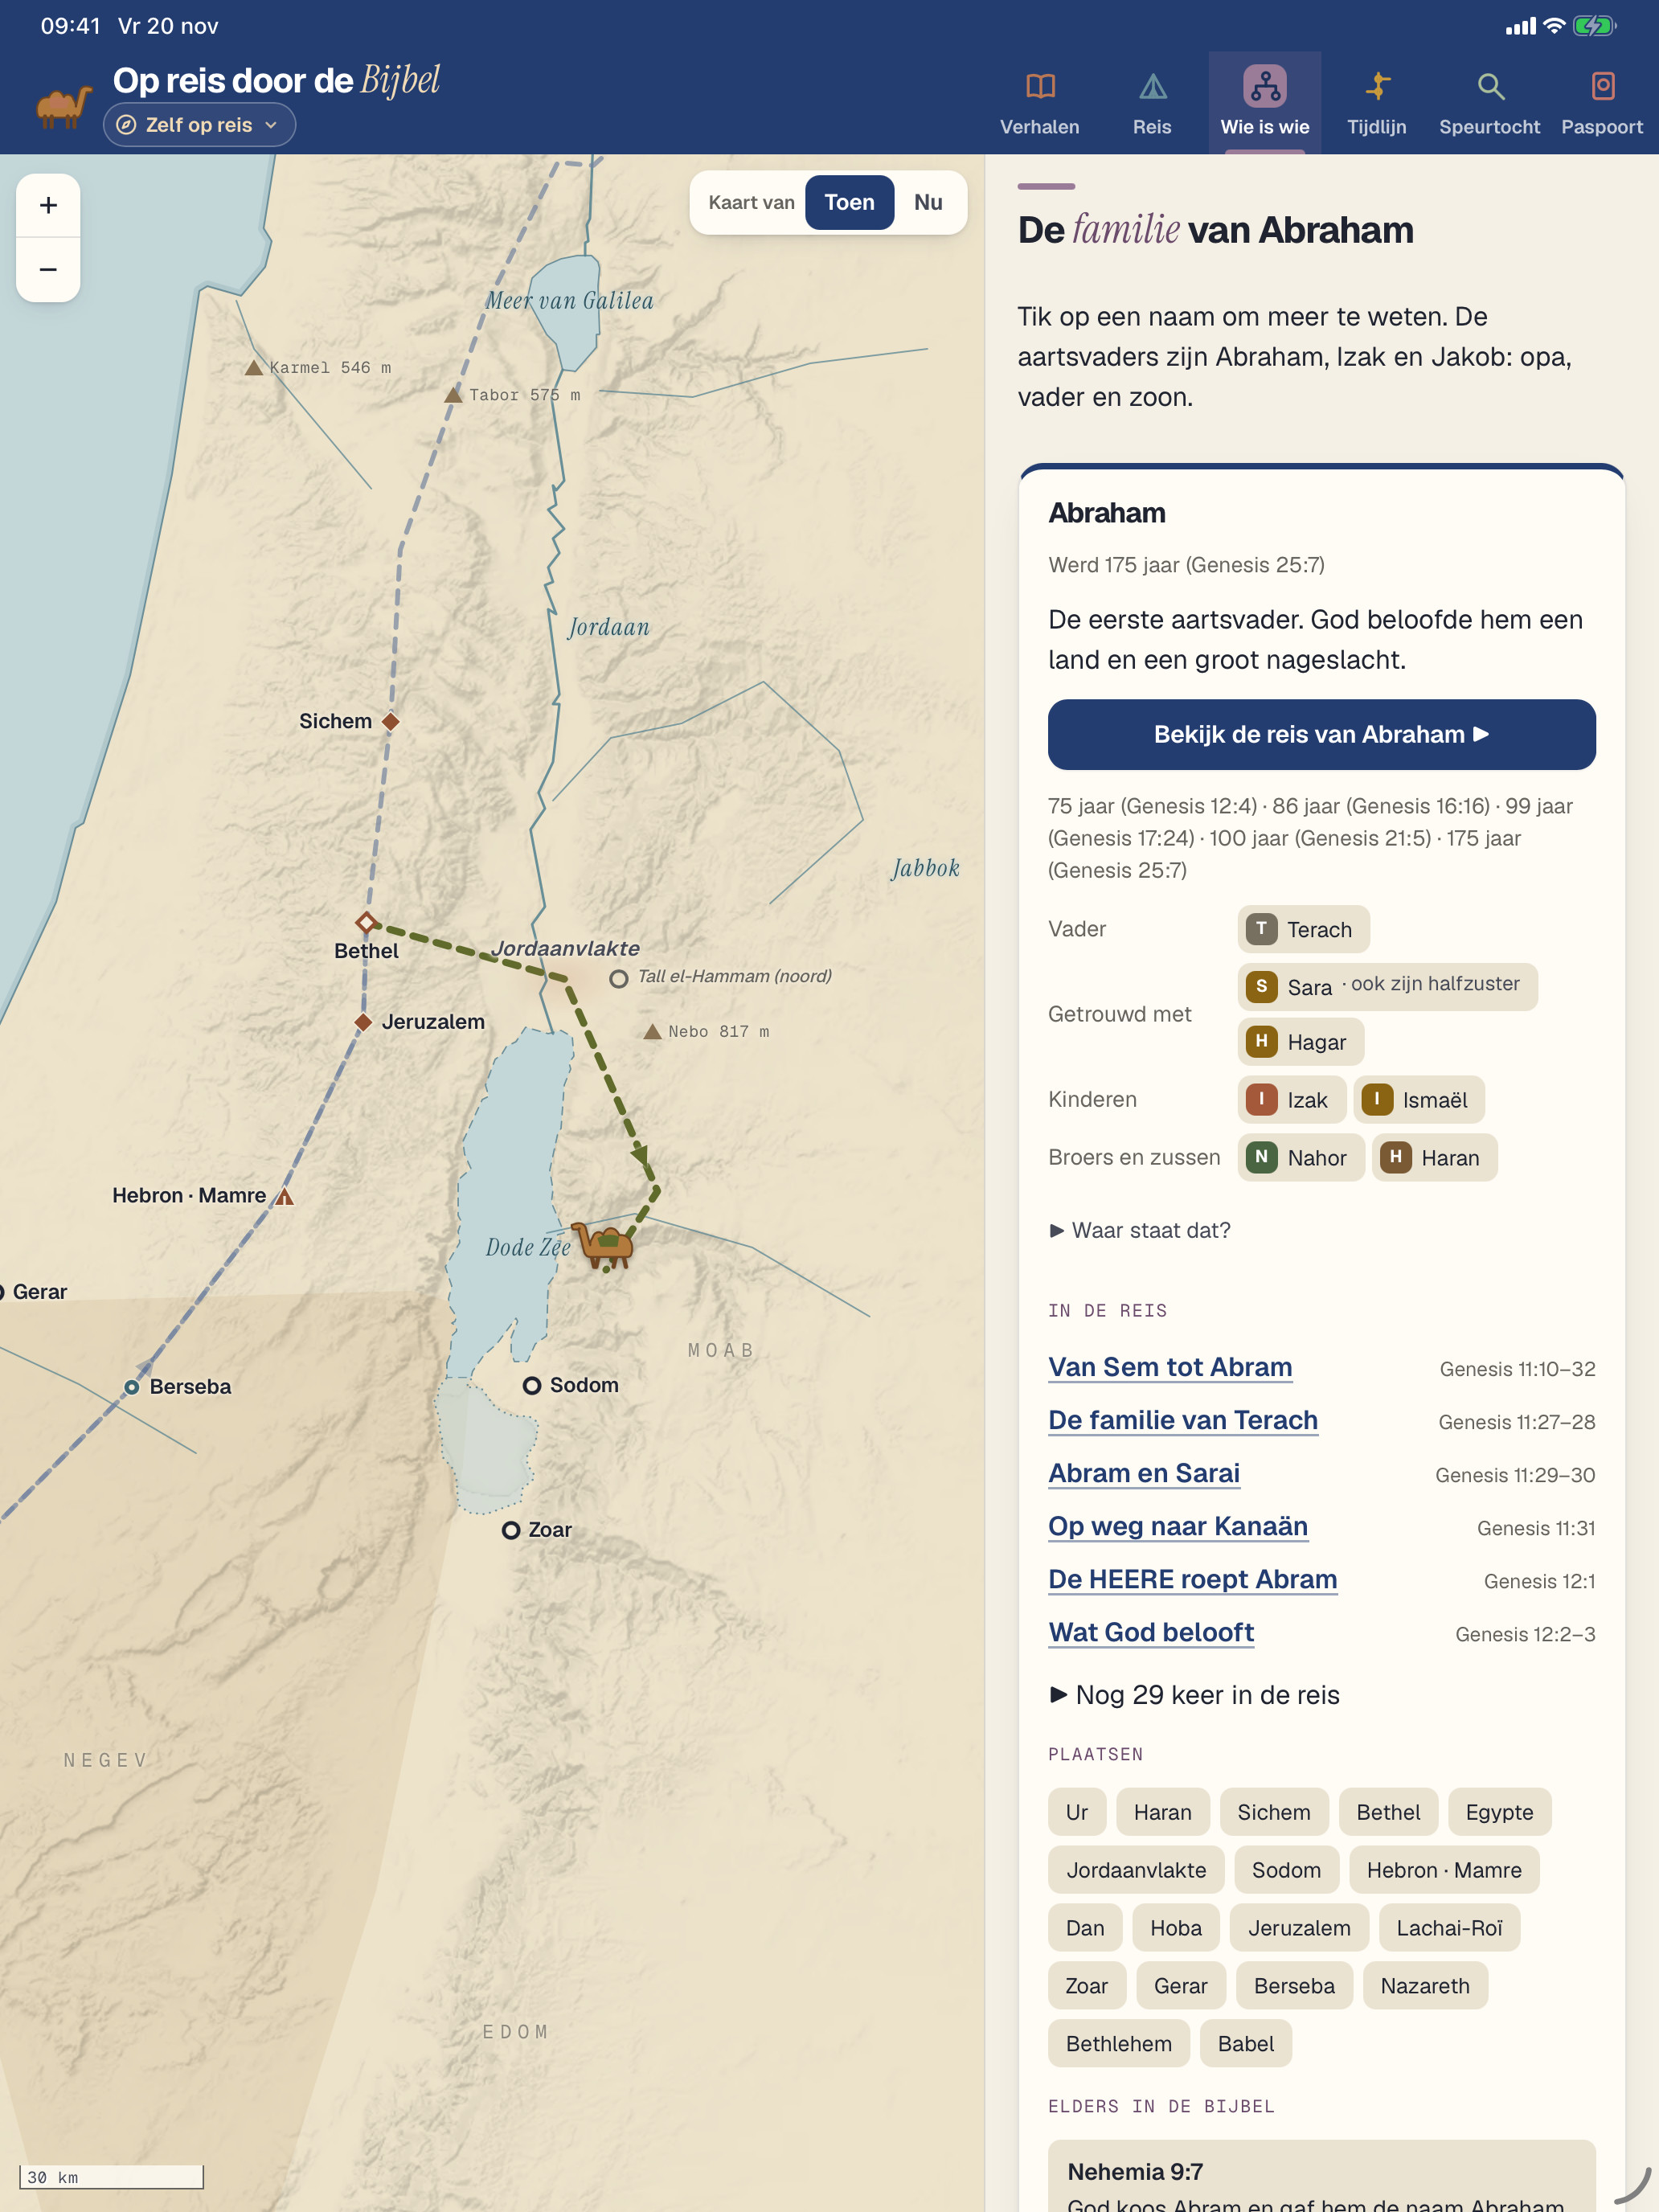 09:41 Vr 20 nov
Op reis door de Bijbel
Zelf op reis
Verhalen
Reis
Wie is wie
Tijdlijn
Speurtocht
Paspoort
+
−
Kaart van Toen Nu
Meer van Galilea
Karmel 546 m
Tabor 575 m
Jordaan
Sichem
Jabbok
Bethel
Jordaanvlakte
Tall el-Hammam (noord)
Jeruzalem
Nebo 817 m
Hebron · Mamre
Dode Zee
Gerar
MOAB
Berseba
Sodom
Zoar
NEGEV
EDOM
30 km
De familie van Abraham
Tik op een naam om meer te weten. De
aartsvaders zijn Abraham, Izak en Jakob: opa,
vader en zoon.
Abraham
Werd 175 jaar (Genesis 25:7)
De eerste aartsvader. God beloofde hem een
land en een groot nageslacht.
Bekijk de reis van Abraham
75 jaar (Genesis 12:4) · 86 jaar (Genesis 16:16) · 99 jaar
(Genesis 17:24) · 100 jaar (Genesis 21:5) · 175 jaar
(Genesis 25:7)
Vader T Terach
Getrouwd met S Sara · ook zijn halfzuster
H Hagar
Kinderen I Izak I Ismaël
Broers en zussen N Nahor H Haran
Waar staat dat?
IN DE REIS
Van Sem tot Abram Genesis 11:10–32
De familie van Terach Genesis 11:27–28
Abram en Sarai Genesis 11:29–30
Op weg naar Kanaän Genesis 11:31
De HEERE roept Abram Genesis 12:1
Wat God belooft Genesis 12:2–3
Nog 29 keer in de reis
PLAATSEN
Ur Haran Sichem Bethel Egypte
Jordaanvlakte Sodom Hebron · Mamre
Dan Hoba Jeruzalem Lachai-Roï
Zoar Gerar Berseba Nazareth
Bethlehem Babel
ELDERS IN DE BIJBEL
Nehemia 9:7
God koos Abram en gaf hem de naam Abraham